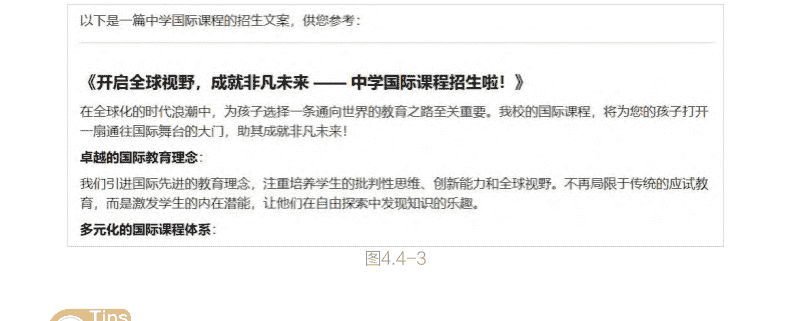 以下是一篇中学国际课程的招生文案，供您参考：
《开启全球视野，成就非凡未来 —— 中学国际课程招生啦！》
在全球化的时代浪潮中，为孩子选择一条通向世界的教育之路至关重要。我校的国际课程，将为您的孩子打开
一扇通往国际舞台的大门，助其成就非凡未来！
卓越的国际教育理念：
我们引进国际先进的教育理念，注重培养学生的批判性思维、创新能力和全球视野。不再局限于传统的应试教
育，而是激发学生的内在潜能，让他们在自由探索中发现知识的乐趣。
多元化的国际课程体系：
图4.4-3
Tips